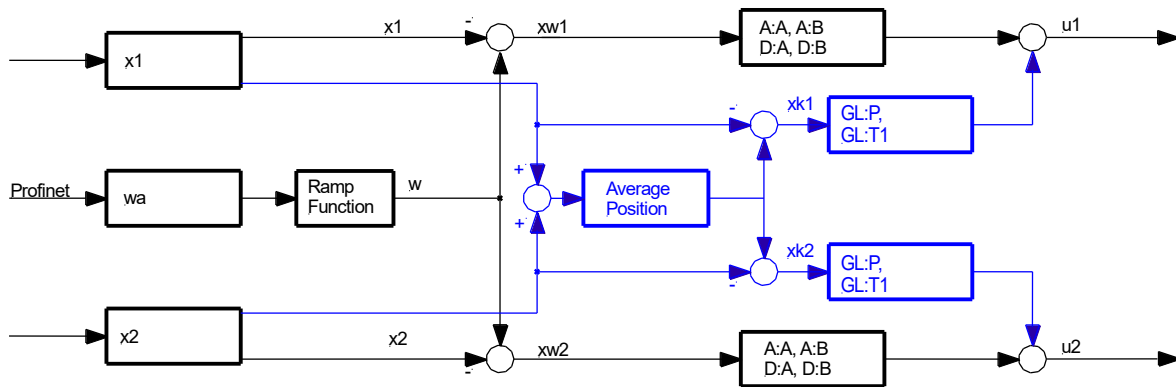 x1
-
x1
xw1
A:A, A:B
D:A, D:B
u1
-
xk1
GL:P,
GL:T1
Profinet
wa
Ramp
Function
w
+
+
Average
Position
xk2
GL:P,
GL:T1
-
x2
x2
-
xw2
A:A, A:B
D:A, D:B
u2